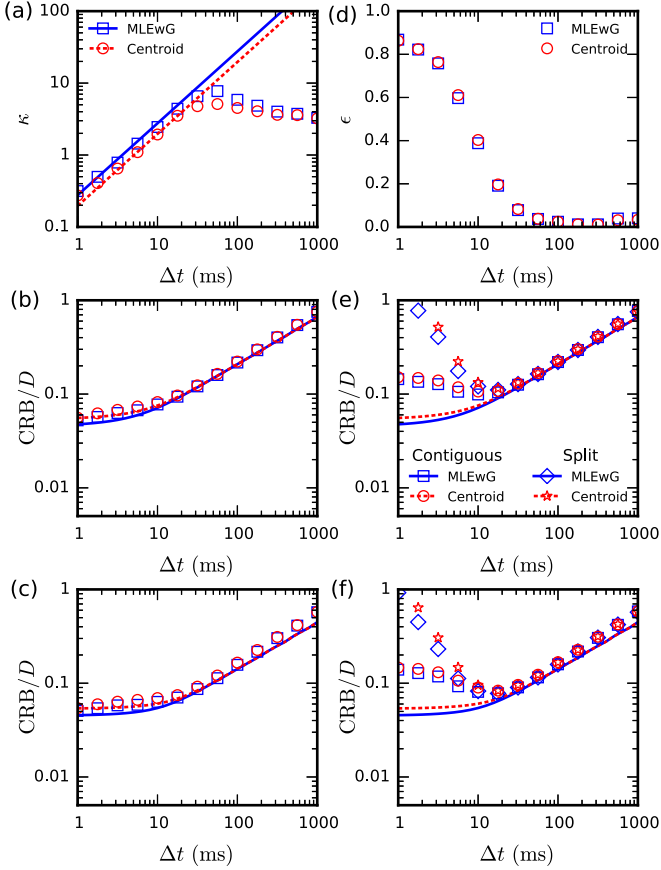 (a)
100
10
1
0.1
κ
MLEwG
Centroid
1 10 100 1000
Δt (ms)
(d)
1.0
0.8
0.6
0.4
0.2
0.0
ϵ
MLEwG
Centroid
1 10 100 1000
Δt (ms)
(b)
1
0.1
0.01
CRB/D
1 10 100 1000
Δt (ms)
(e)
1
0.1
0.01
CRB/D
Contiguous Split
MLEwG MLEwG
Centroid Centroid
1 10 100 1000
Δt (ms)
(c)
1
0.1
0.01
CRB/D
1 10 100 1000
Δt (ms)
(f)
1
0.1
0.01
CRB/D
1 10 100 1000
Δt (ms)